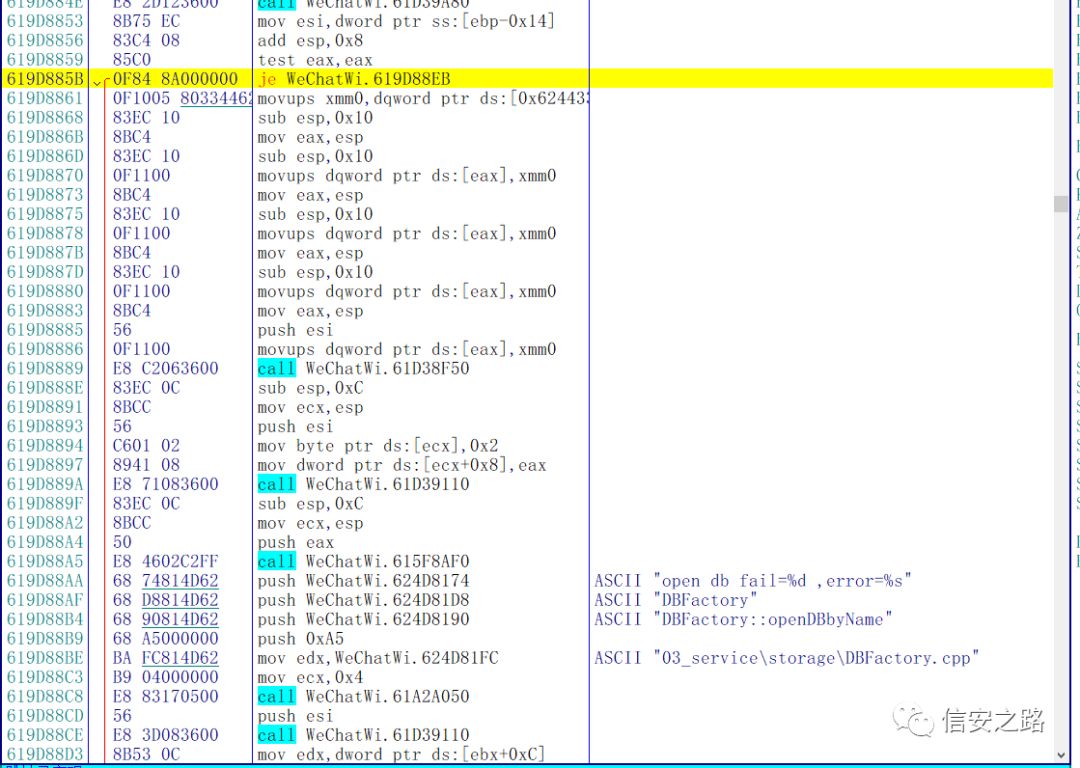 619D884E E8 2D123600 call WeChatWi.61D39A80
619D8853 8B75 EC mov esi,dword ptr ss:[ebp-0x14]
619D8856 83C4 08 add esp,0x8
619D8859 85C0 test eax,eax
619D885B 0F84 8A000000 je WeChatWi.619D88EB
619D8861 0F1005 80334462 movups xmm0,dqword ptr ds:[0x624433
619D8868 83EC 10 sub esp,0x10
619D886B 8BC4 mov eax,esp
619D886D 83EC 10 sub esp,0x10
619D8870 0F1100 movups dqword ptr ds:[eax],xmm0
619D8873 8BC4 mov eax,esp
619D8875 83EC 10 sub esp,0x10
619D8878 0F1100 movups dqword ptr ds:[eax],xmm0
619D887B 8BC4 mov eax,esp
619D887D 83EC 10 sub esp,0x10
619D8880 0F1100 movups dqword ptr ds:[eax],xmm0
619D8883 8BC4 mov eax,esp
619D8885 56 push esi
619D8886 0F1100 movups dqword ptr ds:[eax],xmm0
619D8889 E8 C2063600 call WeChatWi.61D38F50
619D888E 83EC 0C sub esp,0xC
619D8891 8BCC mov ecx,esp
619D8893 56 push esi
619D8894 C601 02 mov byte ptr ds:[ecx],0x2
619D8897 8941 08 mov dword ptr ds:[ecx+0x8],eax
619D889A E8 71083600 call WeChatWi.61D39110
619D889F 83EC 0C sub esp,0xC
619D88A2 8BCC mov ecx,esp
619D88A4 50 push eax
619D88A5 E8 4602C2FF call WeChatWi.615F8AF0
619D88AA 68 74814D62 push WeChatWi.624D8174 ASCII "open db fail=%d ,error=%s"
619D88AF 68 D8814D62 push WeChatWi.624D81D8 ASCII "DBFactory"
619D88B4 68 90814D62 push WeChatWi.624D8190 ASCII "DBFactory::openDBbyName"
619D88B9 68 A5000000 push 0xA5
619D88BE BA FC814D62 mov edx,WeChatWi.624D81FC ASCII "03_service\storage\DBFactory.cpp"
619D88C3 B9 04000000 mov ecx,0x4
619D88C8 E8 83170500 call WeChatWi.61A2A050
619D88CD 56 push esi
619D88CE E8 3D083600 call WeChatWi.61D39110
619D88D3 8B53 0C mov edx,dword ptr ds:[ebx+0xC]
信安之路